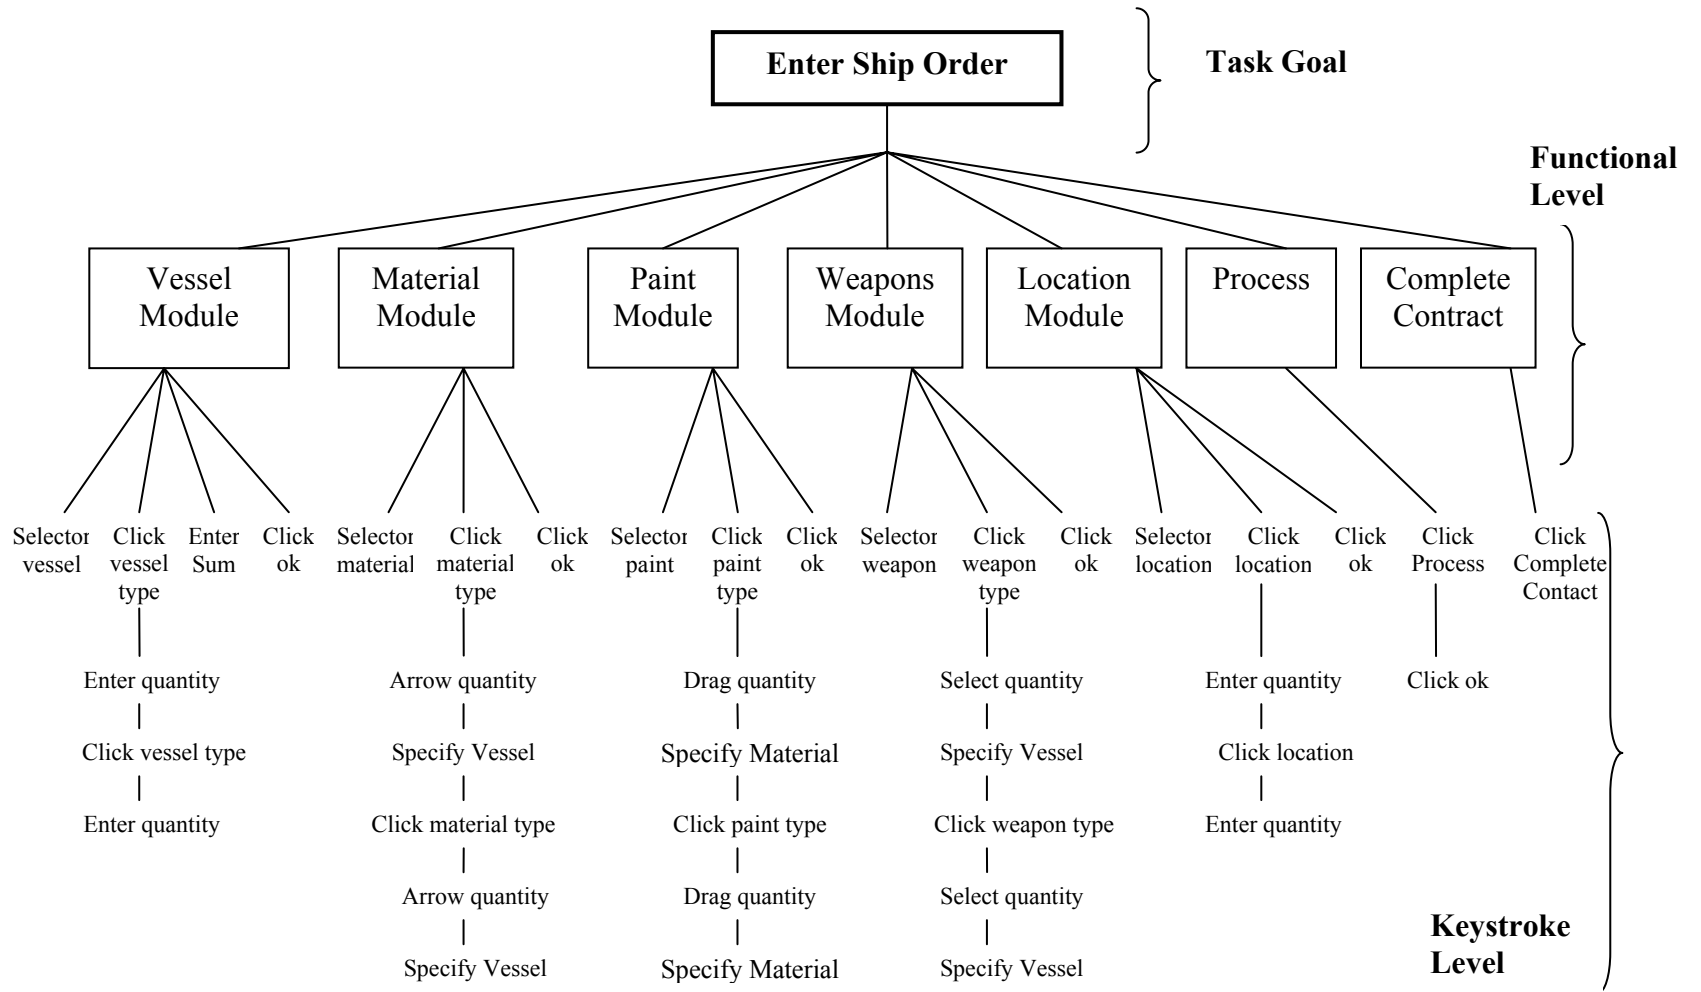 Enter Ship Order
Task Goal
Functional
Level
Vessel
Module
Material
Module
Paint
Module
Weapons
Module
Location
Module
Process
Complete
Contract
Selector
vessel
Click
vessel
type
Enter
Sum
Click
ok
Selector
material
Click
material
type
Click
ok
Selector
paint
Click
paint
type
Click
ok
Selector
weapon
Click
weapon
type
Click
ok
Selector
location
Click
location
Click
ok
Click
Process
Click
Complete
Contact
Enter quantity
Arrow quantity
Drag quantity
Select quantity
Enter quantity
Click ok
Click vessel type
Specify Vessel
Specify Material
Specify Vessel
Click location
Enter quantity
Click material type
Click paint type
Click weapon type
Enter quantity
Arrow quantity
Drag quantity
Select quantity
Specify Vessel
Specify Material
Specify Vessel
Keystroke
Level